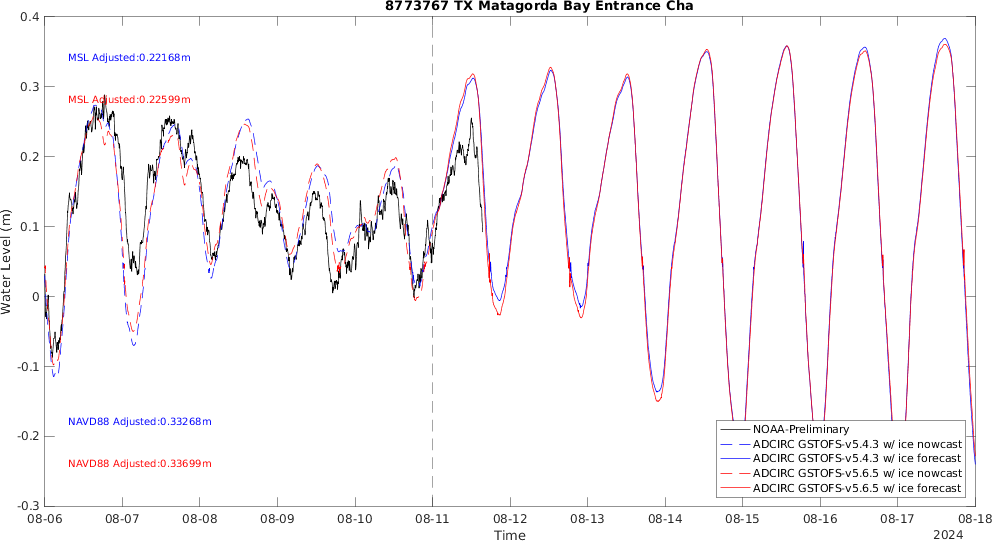 8773767 TX Matagorda Bay Entrance Cha
0.4
0.3
0.2
0.1
0
-0.1
-0.2
-0.3
Water Level (m)
MSL Adjusted:0.22168m
MSL Adjusted:0.22599m
NAVD88 Adjusted:0.33268m
NAVD88 Adjusted:0.33699m
NOAA-Preliminary
ADCIRC GSTOFS-v5.4.3 w/ ice nowcast
ADCIRC GSTOFS-v5.4.3 w/ ice forecast
ADCIRC GSTOFS-v5.6.5 w/ ice nowcast
ADCIRC GSTOFS-v5.6.5 w/ ice forecast
08-06 08-07 08-08 08-09 08-10 08-11 08-12 08-13 08-14 08-15 08-16 08-17 08-18
Time
2024